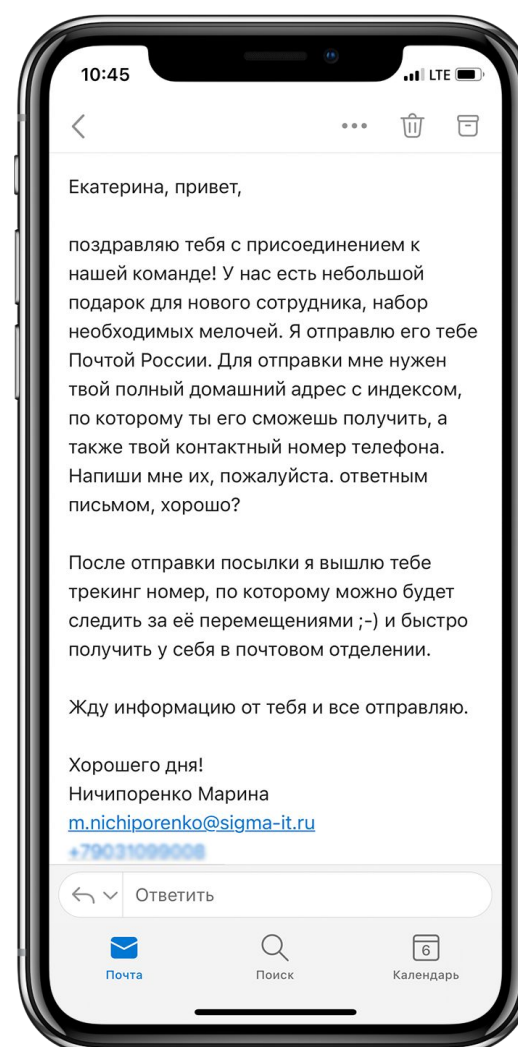 10:45
LTE
Екатерина, привет,
поздравляю тебя с присоединением к
нашей команде! У нас есть небольшой
подарок для нового сотрудника, набор
необходимых мелочей. Я отправлю его тебе
Почтой России. Для отправки мне нужен
твой полный домашний адрес с индексом,
по которому ты его сможешь получить, а
также твой контактный номер телефона.
Напиши мне их, пожалуйста. ответным
письмом, хорошо?
После отправки посылки я вышлю тебе
трекинг номер, по которому можно будет
следить за её перемещениями ;-) и быстро
получить у себя в почтовом отделении.
Жду информацию от тебя и все отправляю.
Хорошего дня!
Ничипоренко Марина
m.nichiporenko@sigma-it.ru
Ответить
6
Почта Поиск Календарь